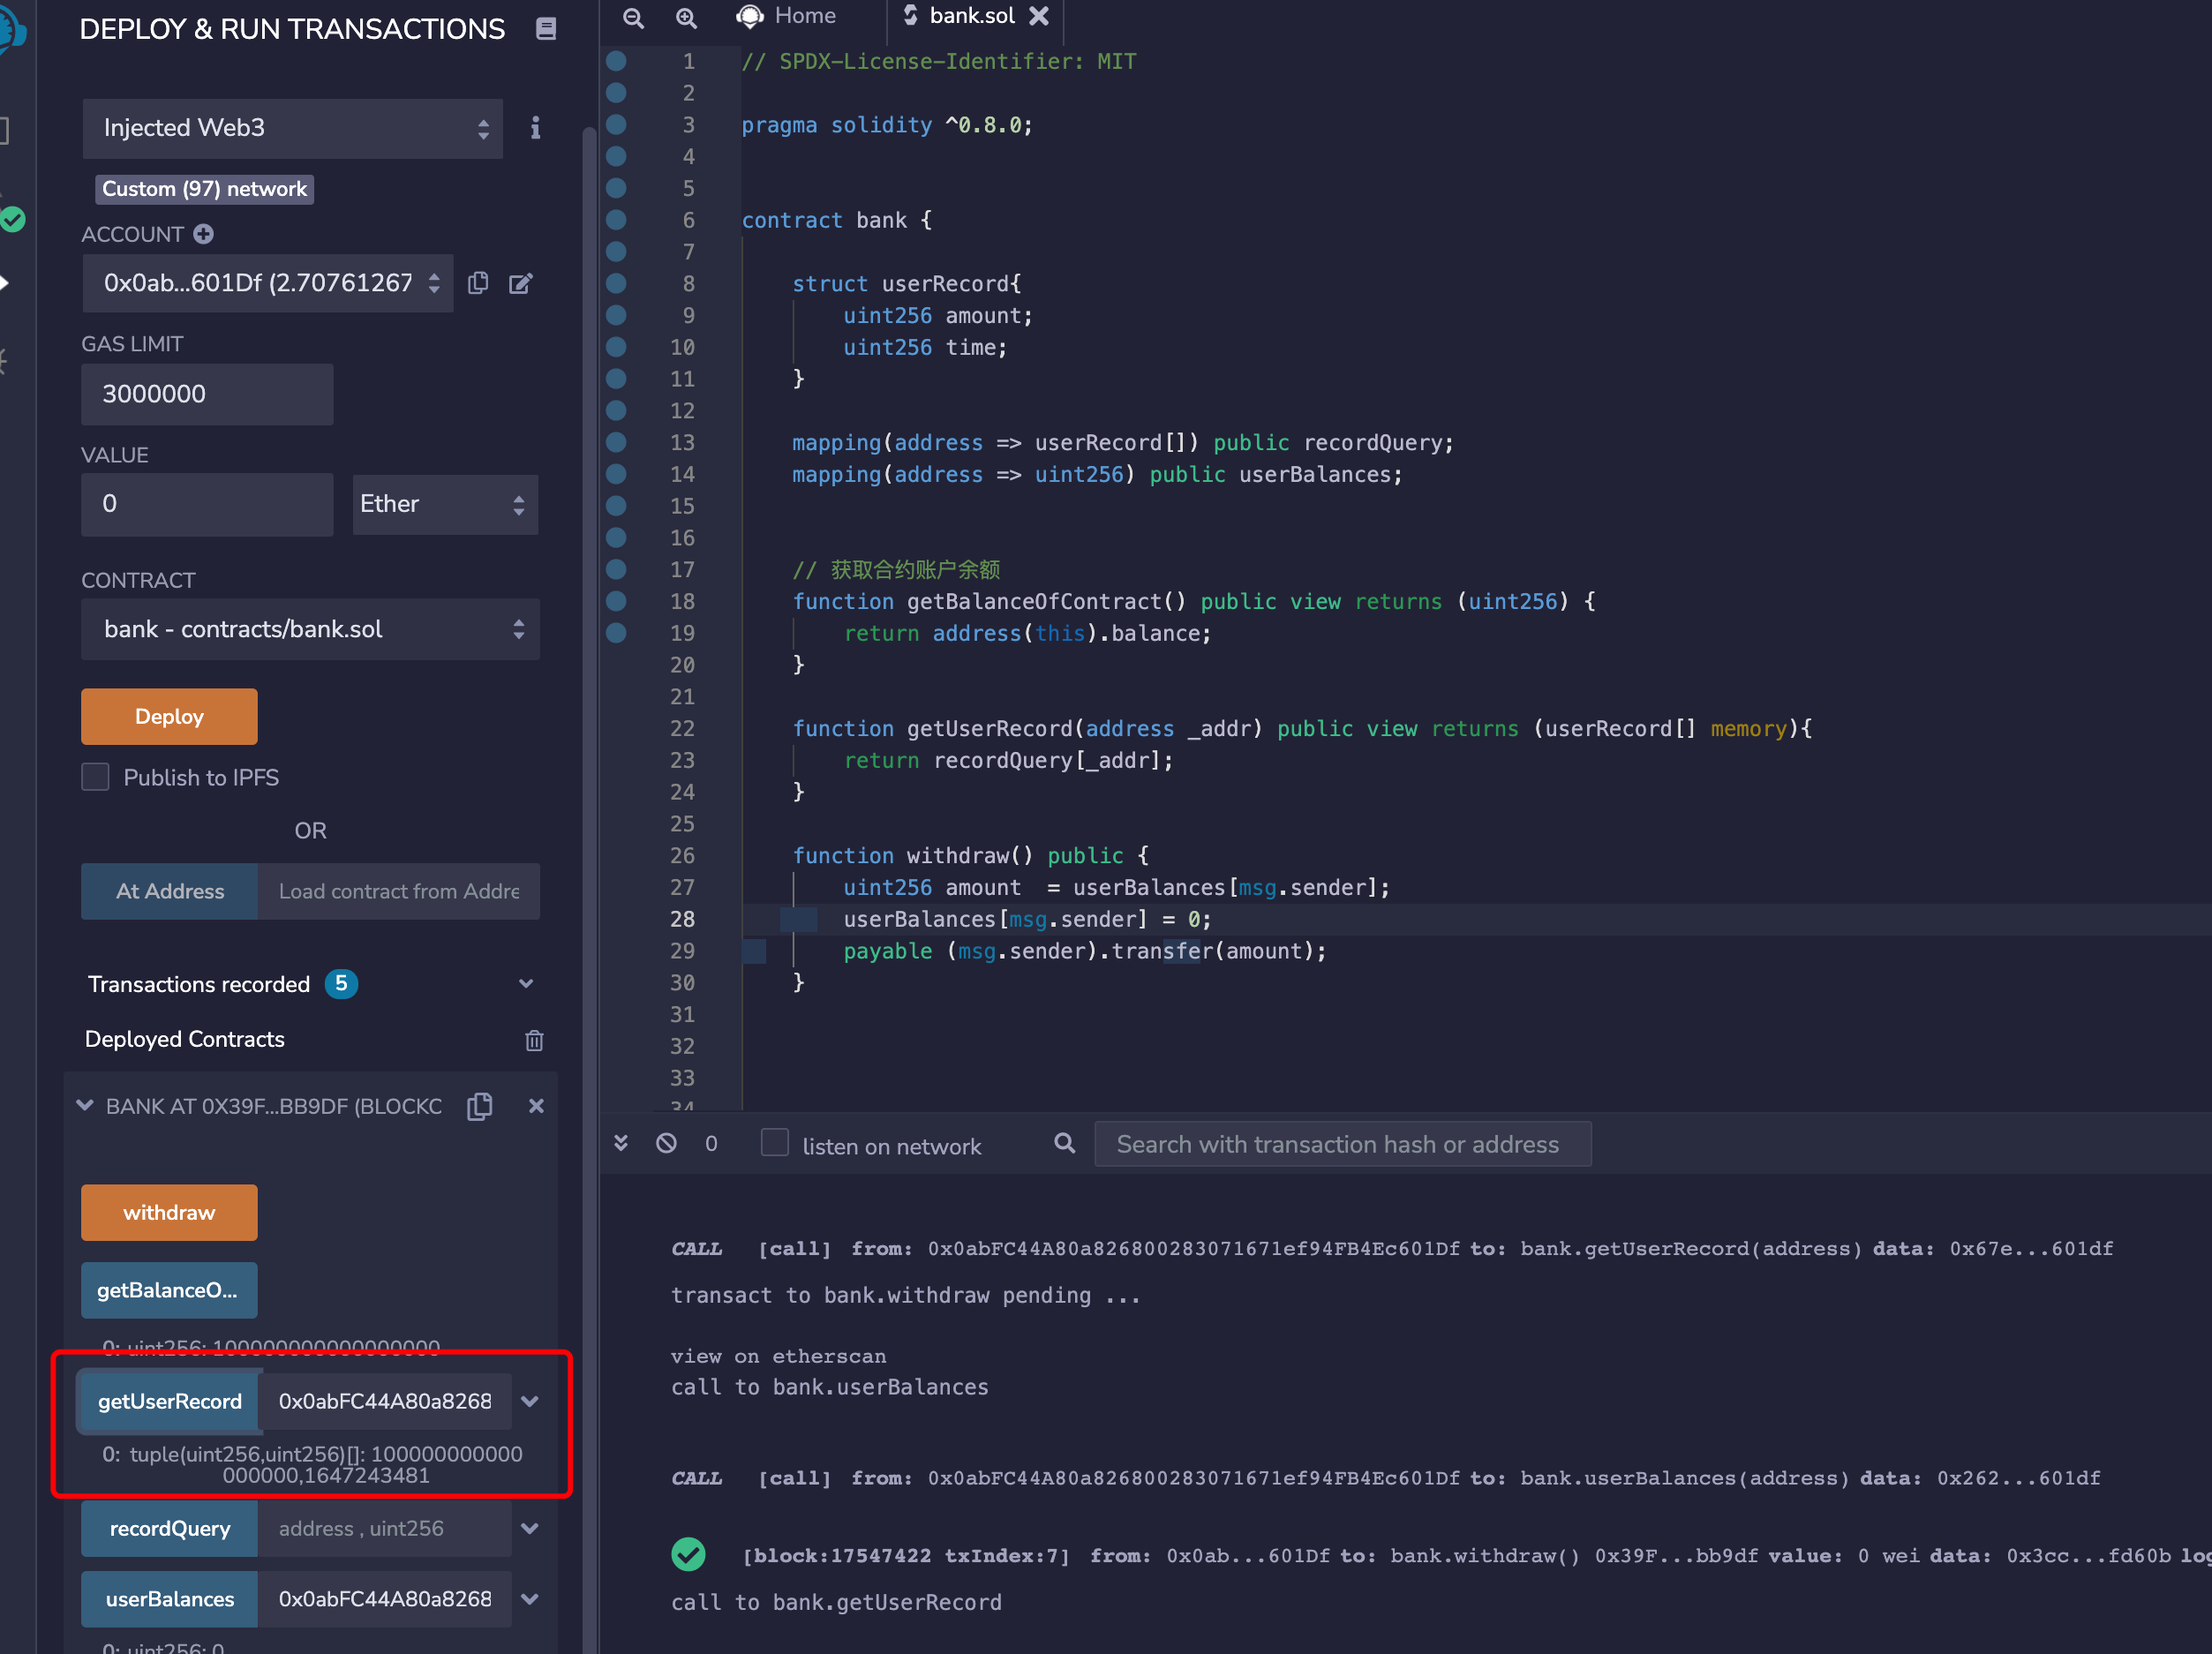 DEPLOY & RUN TRANSACTIONS
Injected Web3
Custom (97) network
ACCOUNT
0x0ab...601Df (2.70761267
GAS LIMIT
3000000
VALUE
0
Ether
CONTRACT
bank - contracts/bank.sol
Deploy
Publish to IPFS
OR
At Address
Load contract from Addre
Transactions recorded 5
Deployed Contracts
BANK AT 0X39F...BB9DF (BLOCKC
withdraw
getBalanceO...
0: uint256: 100000000000000000
getUserRecord
0x0abFC44A80a8268
0: tuple(uint256,uint256)[]: 100000000000
000000,1647243481
recordQuery
address , uint256
userBalances
0x0abFC44A80a8268
0: uint256: 0
Home
bank.sol
1 // SPDX-License-Identifier: MIT
2
3 pragma solidity ^0.8.0;
4
5
6 contract bank {
7
8 struct userRecord{
9 uint256 amount;
10 uint256 time;
11 }
12
13 mapping(address => userRecord[]) public recordQuery;
14 mapping(address => uint256) public userBalances;
15
16
17 // 获取合约账户余额
18 function getBalanceOfContract() public view returns (uint256) {
19 return address(this).balance;
20 }
21
22 function getUserRecord(address _addr) public view returns (userRecord[] memory){
23 return recordQuery[_addr];
24 }
25
26 function withdraw() public {
27 uint256 amount  = userBalances[msg.sender];
28 userBalances[msg.sender] = 0;
29 payable (msg.sender).transfer(amount);
30 }
31
32
33
34
0
listen on network
Search with transaction hash or address
CALL [call] from: 0x0abFC44A80a826800283071671ef94FB4Ec601Df to: bank.getUserRecord(address) data: 0x67e...601df
transact to bank.withdraw pending ...
view on etherscan
call to bank.userBalances
CALL [call] from: 0x0abFC44A80a826800283071671ef94FB4Ec601Df to: bank.userBalances(address) data: 0x262...601df
[block:17547422 txIndex:7] from: 0x0ab...601Df to: bank.withdraw() 0x39F...bb9df value: 0 wei data: 0x3cc...fd60b log
call to bank.getUserRecord